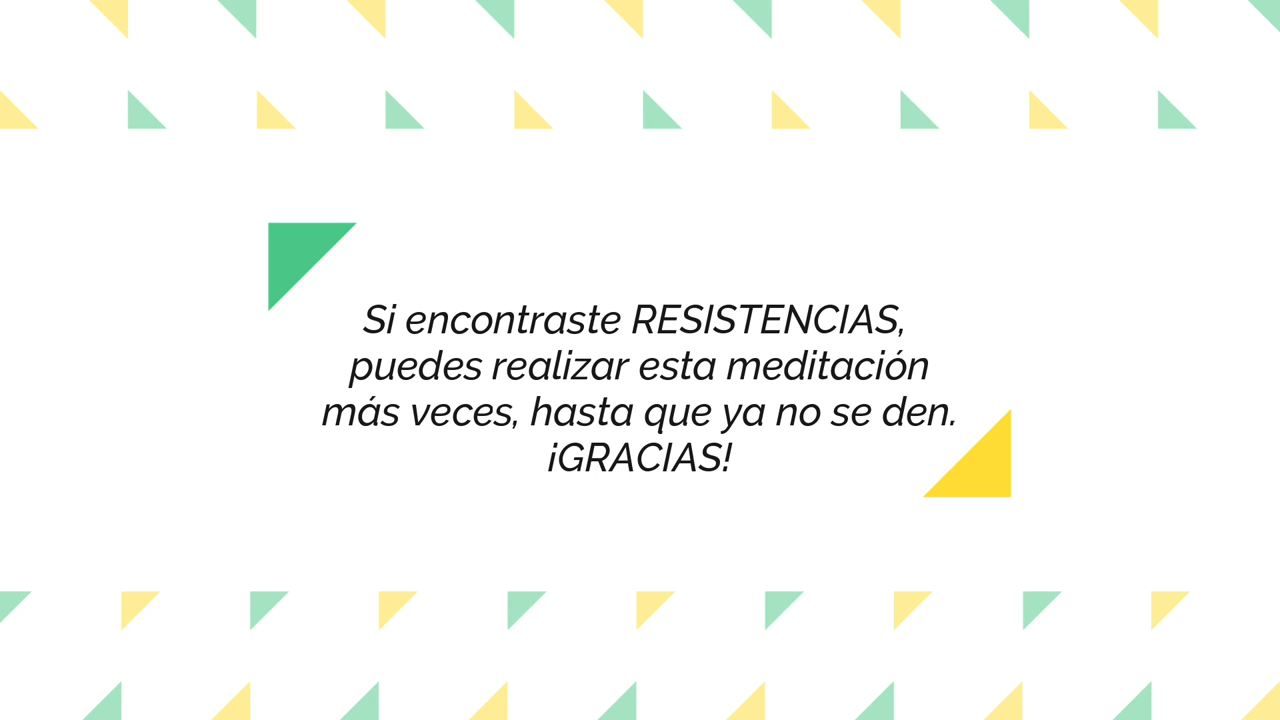 Si encontraste RESISTENCIAS,
puedes realizar esta meditación
más veces, hasta que ya no se den.
¡GRACIAS!